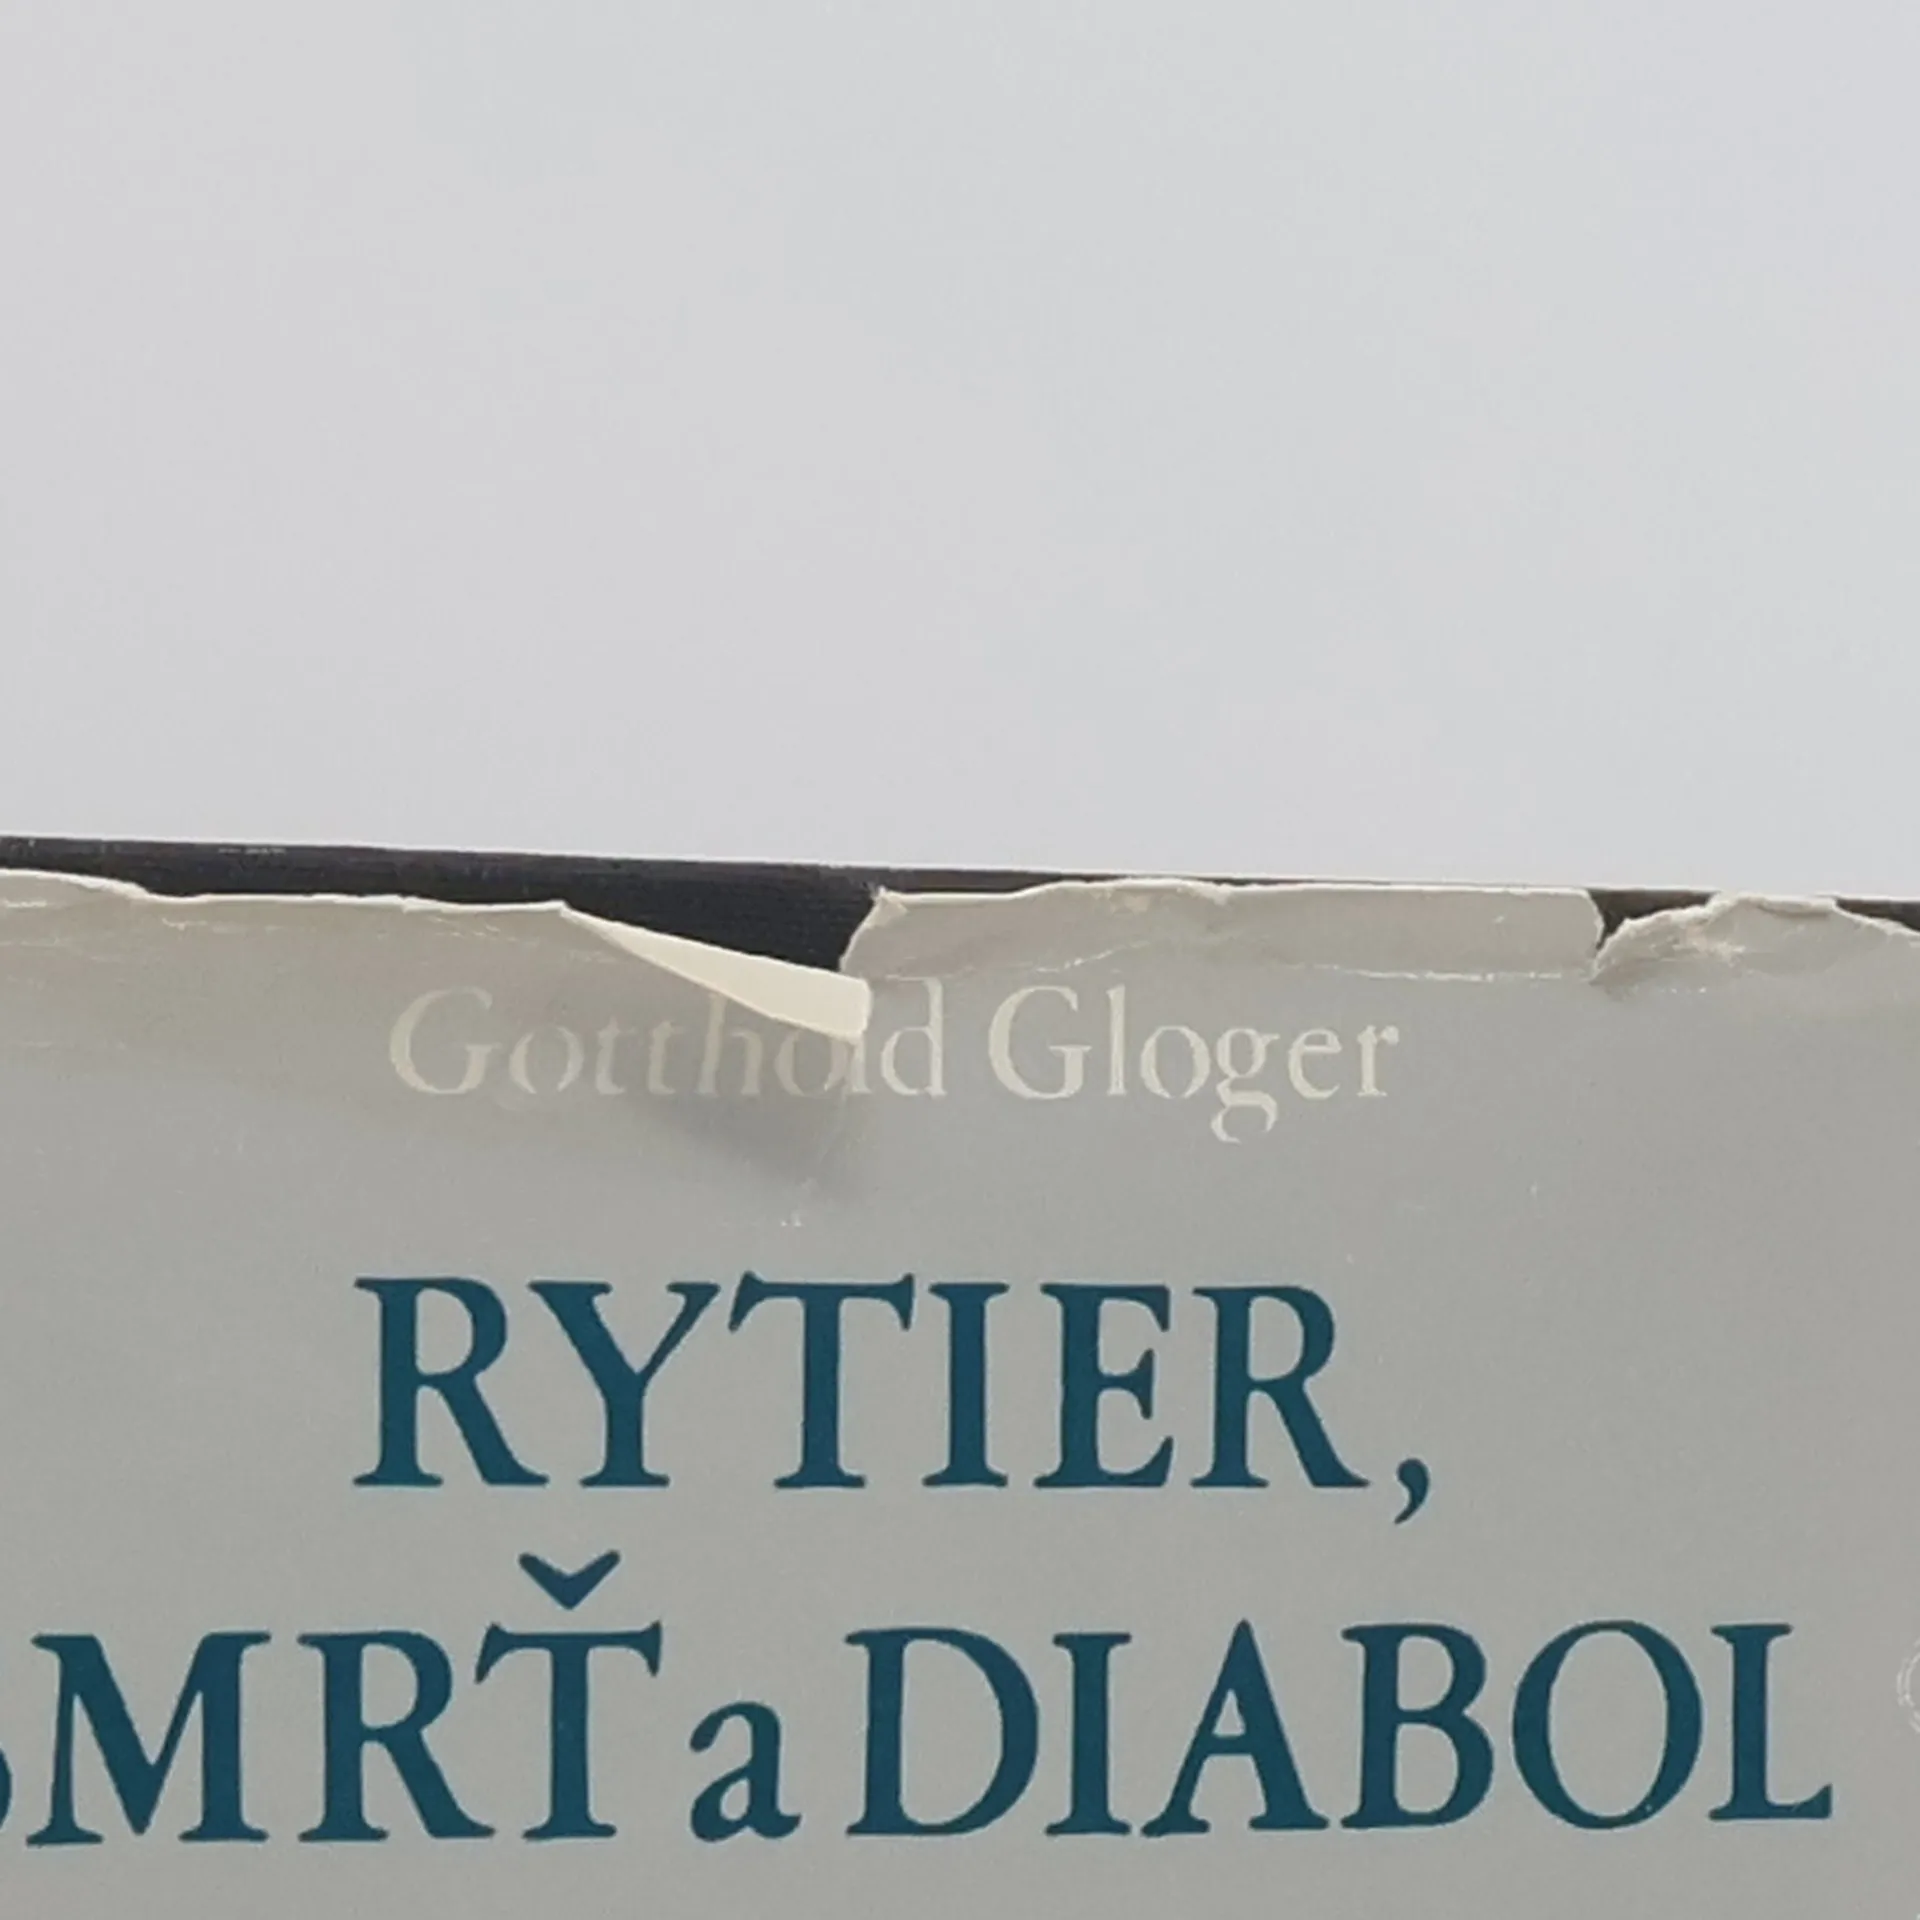 Gotthold Gloger
RYTIER,
SMRŤ a DIABOL